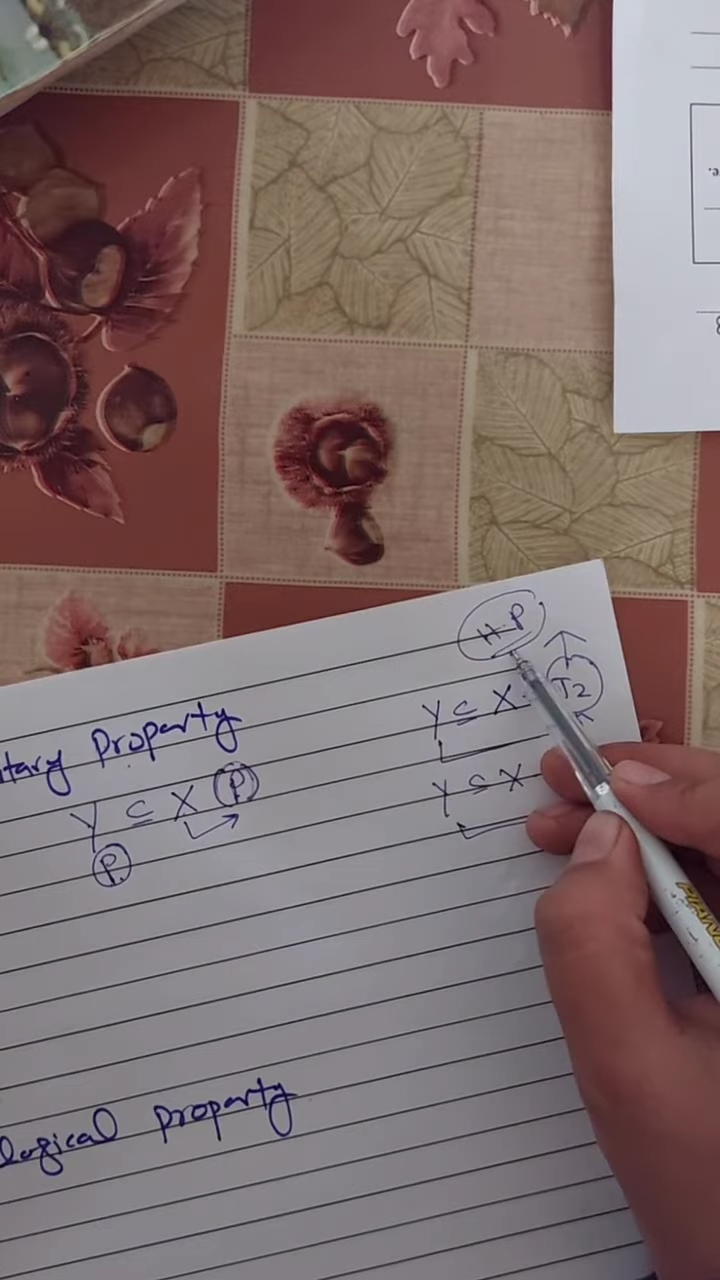 H.P
T2
Y ⊆ X
tary Property
Y ⊆ X P
P
Y ⊆ X
logical property